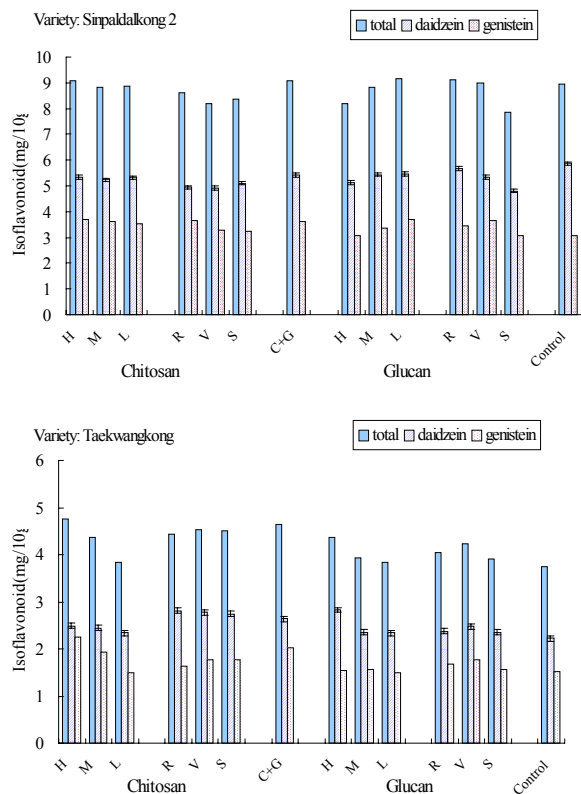 Variety: Sinpaldalkong 2
total daidzein genistein
Isoflavonoid(mg/10g
10
9
8
7
6
5
4
3
2
1
0
H M L R V S C+G H M L R V S Control
Chitosan Glucan
Variety: Taekwangkong
total daidzein genistein
Isoflavonoid(mg/10g
6
5
4
3
2
1
0
H M L R V S C+G H M L R V S Control
Chitosan Glucan